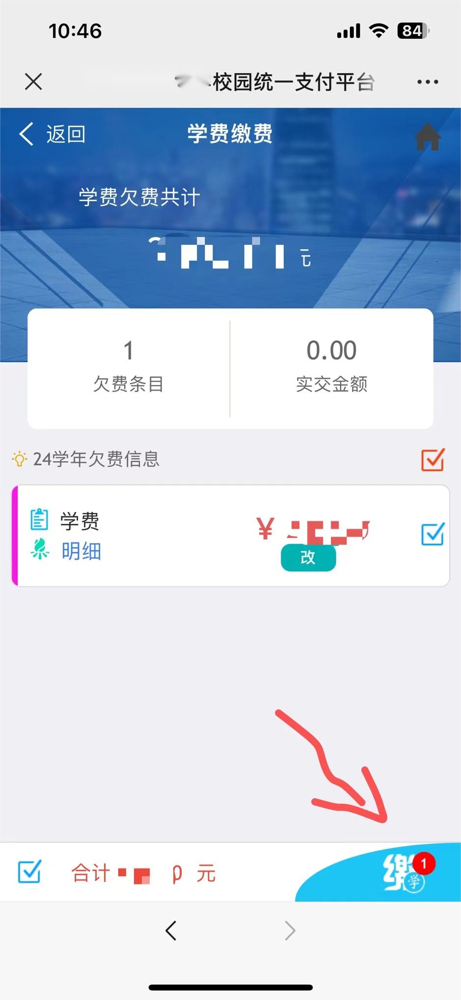 10:46
84
校园统一支付平台
返回
学费缴费
学费欠费共计
元
1
0.00
欠费条目
实交金额
24学年欠费信息
学费
¥
明细
改
合计
元
缴
学
1